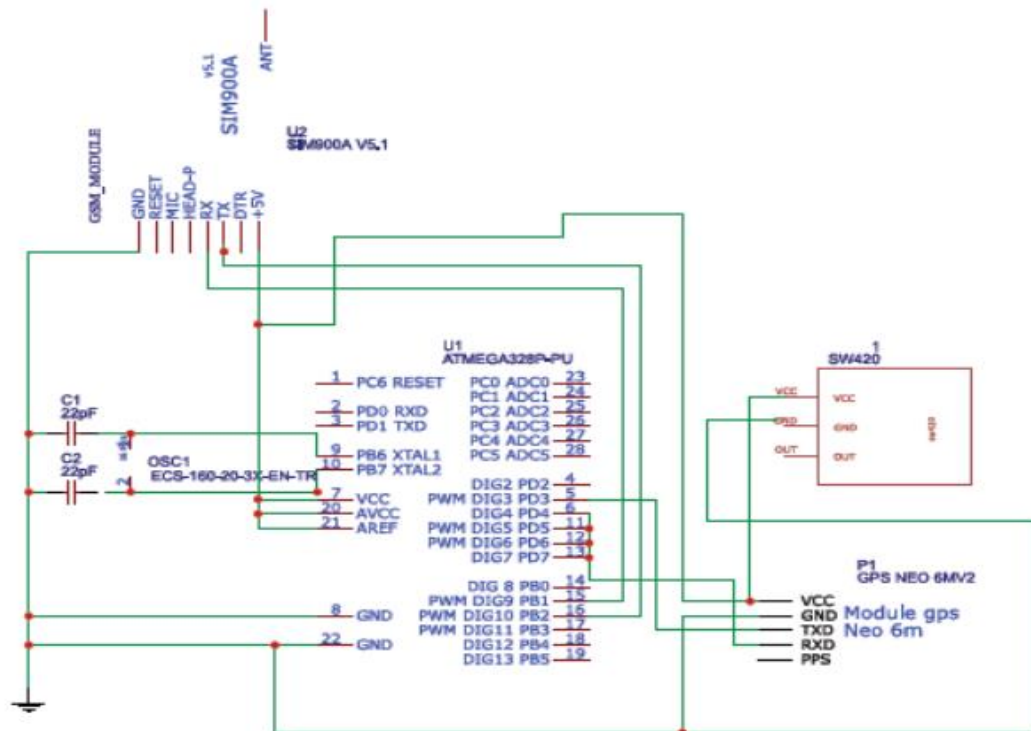 ANT
v5.1
SIM900A
U2
SIM900A V5.1
GSM_MODULE
GND
RESET
MIC
HEAD-P
RX
TX
DTR
+5V
U1
ATMEGA328P-PU
1 PC6 RESET
2 PD0 RXD
3 PD1 TXD
9 PB6 XTAL1
10 PB7 XTAL2
7 VCC
20 AVCC
21 AREF
8 GND
22 GND
PC0 ADC0 23
PC1 ADC1 24
PC2 ADC2 25
PC3 ADC3 26
PC4 ADC4 27
PC5 ADC5 28
DIG2 PD2 4
PWM DIG3 PD3 5
DIG4 PD4 6
PWM DIG5 PD5 11
PWM DIG6 PD6 12
DIG7 PD7 13
DIG 8 PB0 14
PWM DIG9 PB1 15
PWM DIG10 PB2 16
PWM DIG11 PB3 17
DIG12 PB4 18
DIG13 PB5 19
C1
22pF
C2
22pF
2
OSC1
ECS-160-20-3X-EN-TR
1
SW420
VCC VCC
GND GND
OUT OUT
SW420
P1
GPS NEO 6MV2
VCC
GND
TXD
RXD
PPS
Module gps
Neo 6m